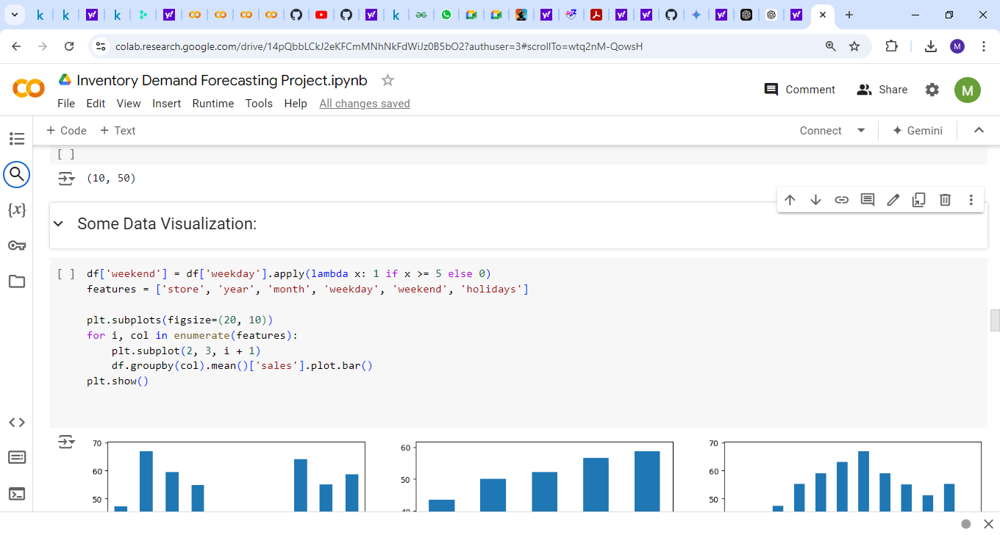 colab.research.google.com/drive/14pQbbLCkJ2eKFCmMNhNkFdWiJz0B5bO2?authuser=3#scrollTo=wtq2nM-QowsH
M
Inventory Demand Forecasting Project.ipynb
Comment
Share
M
File Edit View Insert Runtime Tools Help All changes saved
+ Code + Text
Connect
Gemini
[ ]
(10, 50)
Some Data Visualization:
[ ] df['weekend'] = df['weekday'].apply(lambda x: 1 if x >= 5 else 0)
features = ['store', 'year', 'month', 'weekday', 'weekend', 'holidays']
plt.subplots(figsize=(20, 10))
for i, col in enumerate(features):
plt.subplot(2, 3, i + 1)
df.groupby(col).mean()['sales'].plot.bar()
plt.show()
70
60
50
60
50
40
70
60
50